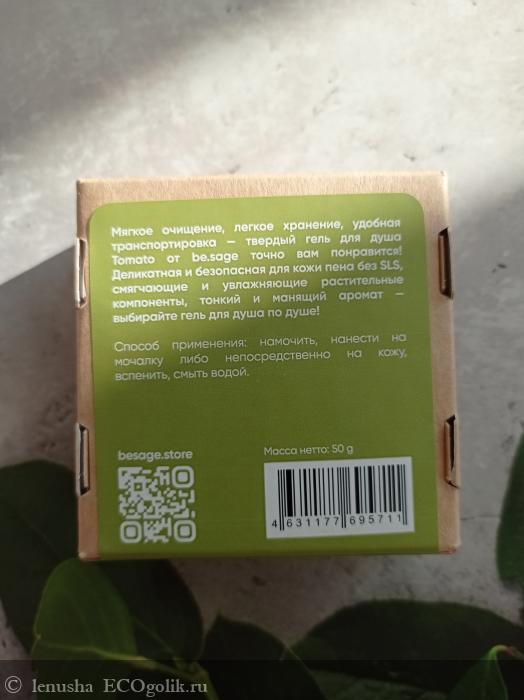 Мягкое очищение, легкое хранение, удобная
транспортировка — твердый гель для душа
Tomato от be.sage точно вам понравится!
Деликатная и безопасная для кожи пена без SLS,
смягчающие и увлажняющие растительные
компоненты, тонкий и манящий аромат —
выбирайте гель для душа по душе!
Способ применения: намочить, нанести на
мочалку либо непосредственно на кожу,
вспенить, смыть водой.
besage.store
Масса нетто: 50 g
4 631177 695711
© lenusha ECOgolik.ru